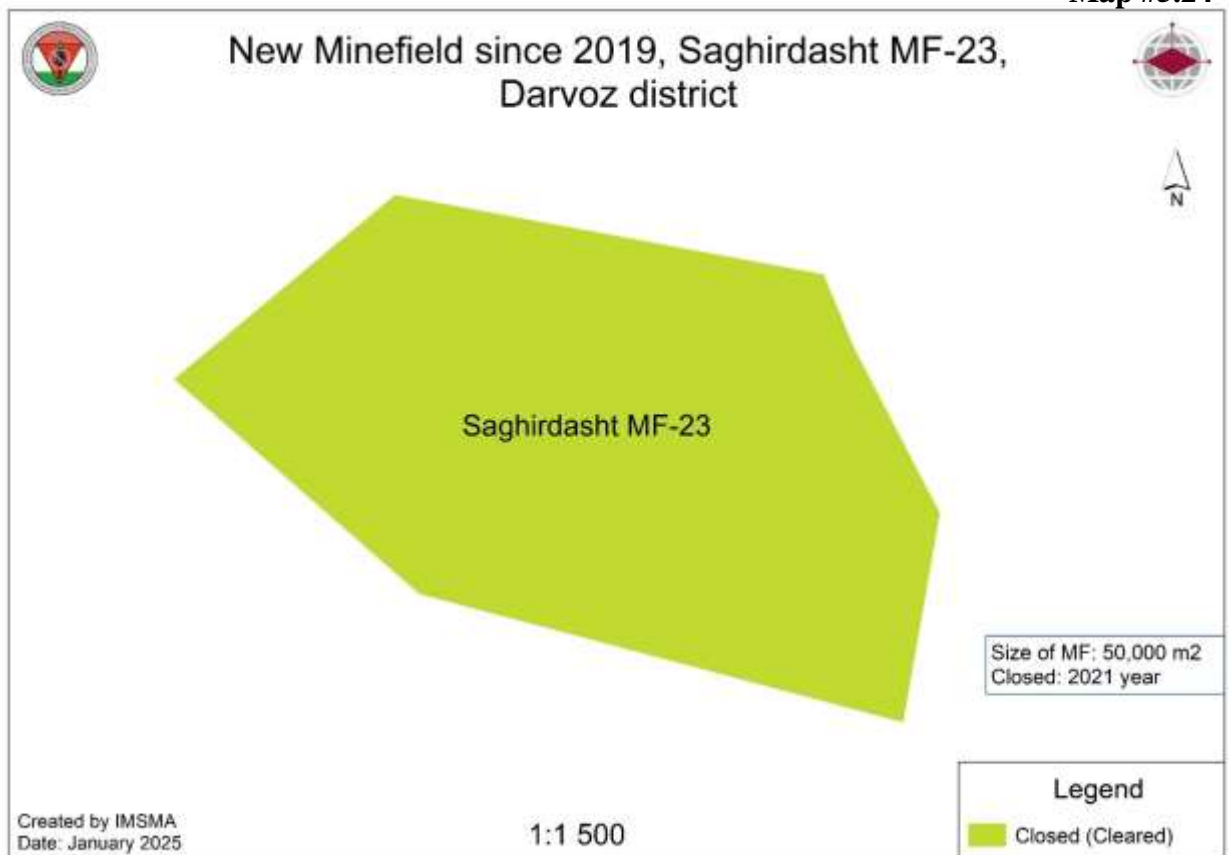 New Minefield since 2019, Saghirdasht MF-23,
Darvoz district
N
Saghirdasht MF-23
Size of MF: 50,000 m2
Closed: 2021 year
Legend
Closed (Cleared)
Created by IMSMA
Date: January 2025
1:1 500